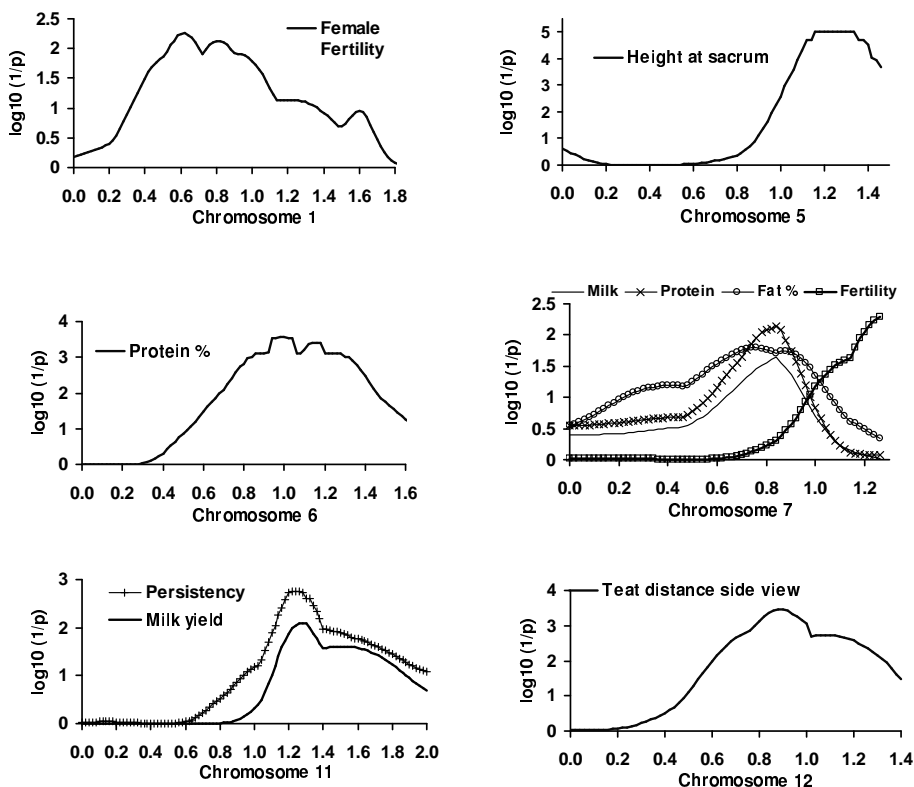 Female
Fertility
log10 (1/p)
2.5
2
1.5
1
0.5
0
0.0 0.2 0.4 0.6 0.8 1.0 1.2 1.4 1.6 1.8
Chromosome 1
Height at sacrum
log10 (1/p)
5
4
3
2
1
0
0.0 0.2 0.4 0.6 0.8 1.0 1.2 1.4
Chromosome 5
Protein %
log10 (1/p)
4
3
2
1
0
0.0 0.2 0.4 0.6 0.8 1.0 1.2 1.4 1.6
Chromosome 6
Milk Protein Fat % Fertility
log10 (1/p)
2.5
2
1.5
1
0.5
0
0.0 0.2 0.4 0.6 0.8 1.0 1.2
Chromosome 7
Persistency
Milk yield
log10 (1/p)
3
2
1
0
0.0 0.2 0.4 0.6 0.8 1.0 1.2 1.4 1.6 1.8 2.0
Chromosome 11
Teat distance side view
log10 (1/p)
4
3
2
1
0
0.0 0.2 0.4 0.6 0.8 1.0 1.2 1.4
Chromosome 12